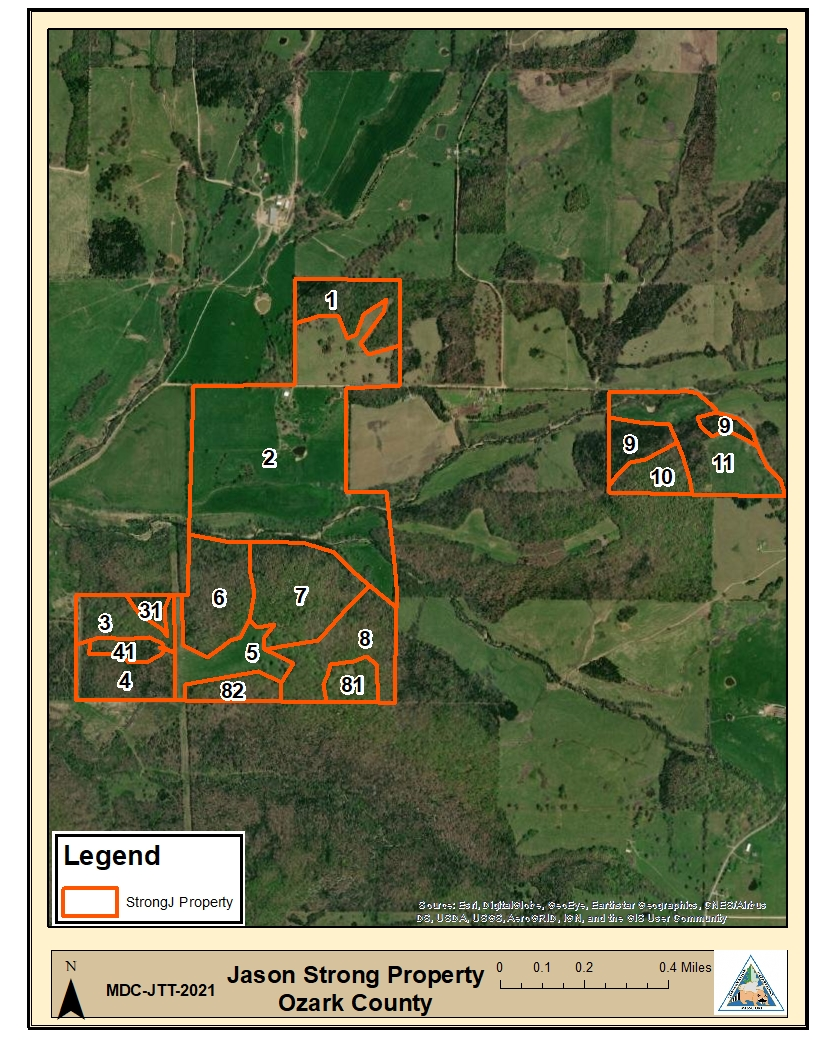 1
2
9
9
10
11
6
7
3
31
8
41
5
4
82
81
Legend
StrongJ Property
Source: Esri, DigitalGlobe, GeoEye, Earthstar Geographics, CNES/Airbus
DS, USDA, USGS, AeroGRID, IGN, and the GIS User Community
N
MDC-JTT-2021
Jason Strong Property
Ozark County
0 0.1 0.2 0.4 Miles